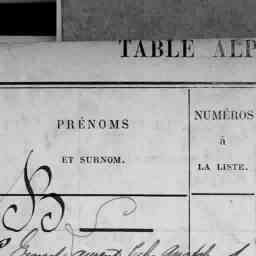 TABLE ALP
PRÉNOMS
ET SURNOM.
NUMÉROS
à
LA LISTE.
B